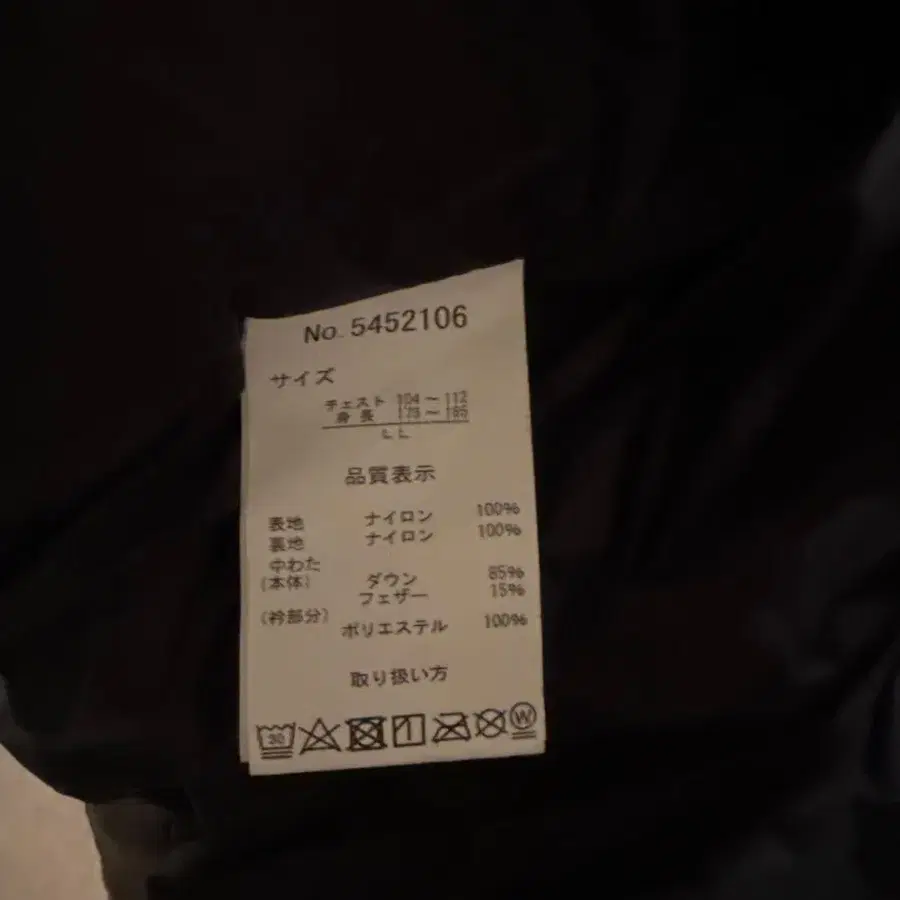 No. 5452106
サイズ
チェスト 104 〜 112
身長 175 〜 185
LL
品質表示
表地 ナイロン 100%
裏地 ナイロン 100%
中わた
(本体) ダウン 85%
フェザー 15%
(衿部分) ポリエステル 100%
取り扱い方
30
W